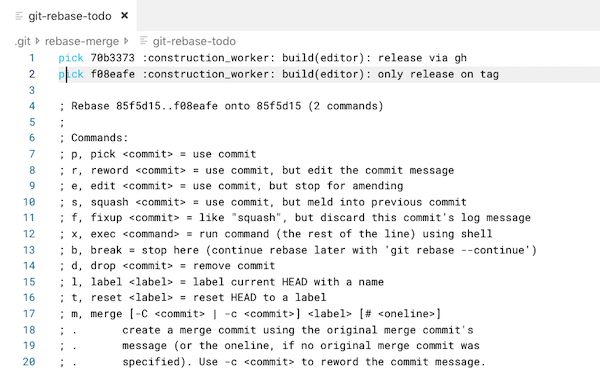 git-rebase-todo ×
.git ▸ rebase-merge ▸ git-rebase-todo
1 pick 70b3373 :construction_worker: build(editor): release via gh
2 pick f08eafe :construction_worker: build(editor): only release on tag
3
4 ; Rebase 85f5d15..f08eafe onto 85f5d15 (2 commands)
5 ;
6 ; Commands:
7 ; p, pick <commit> = use commit
8 ; r, reword <commit> = use commit, but edit the commit message
9 ; e, edit <commit> = use commit, but stop for amending
10 ; s, squash <commit> = use commit, but meld into previous commit
11 ; f, fixup <commit> = like "squash", but discard this commit's log message
12 ; x, exec <command> = run command (the rest of the line) using shell
13 ; b, break = stop here (continue rebase later with 'git rebase --continue')
14 ; d, drop <commit> = remove commit
15 ; l, label <label> = label current HEAD with a name
16 ; t, reset <label> = reset HEAD to a label
17 ; m, merge [-C <commit> | -c <commit>] <label> [# <oneline>]
18 ; .       create a merge commit using the original merge commit's
19 ; .       message (or the oneline, if no original merge commit was
20 ; .       specified). Use -c <commit> to reword the commit message.